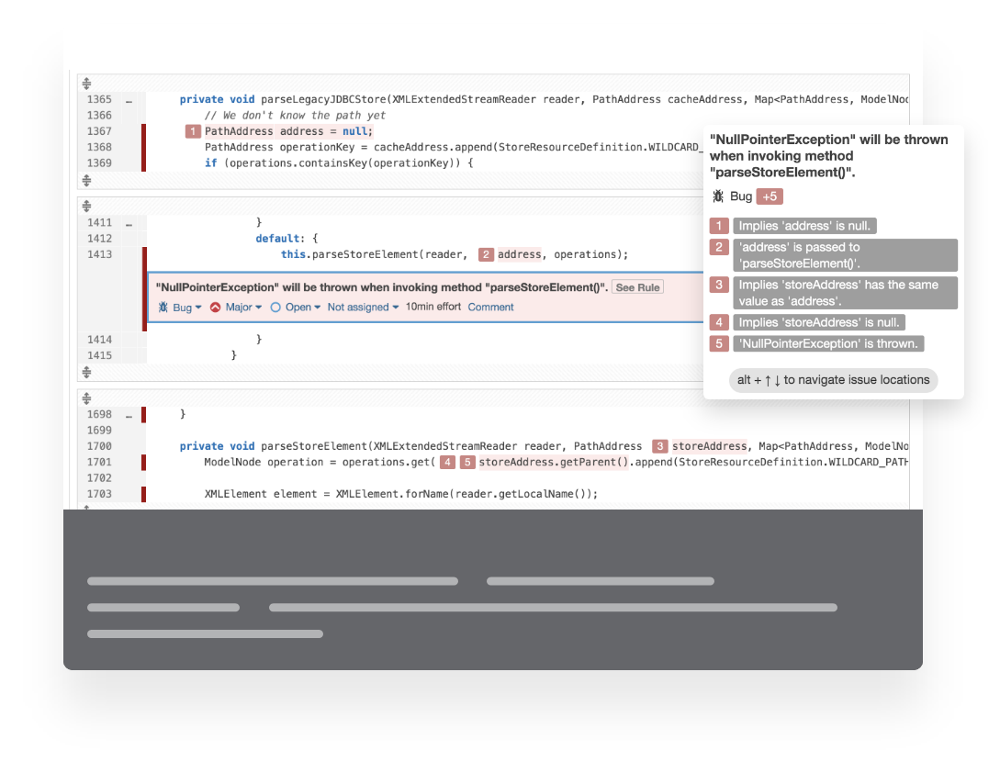 1365 … private void parseLegacyJDBCStore(XMLExtendedStreamReader reader, PathAddress cacheAddress, Map<PathAddress, ModelNo
1366 // We don't know the path yet
1367 1 PathAddress address = null;
1368 PathAddress operationKey = cacheAddress.append(StoreResourceDefinition.WILDCARD_
1369 if (operations.containsKey(operationKey)) {
1411 … }
1412 default: {
1413 this.parseStoreElement(reader, 2 address, operations);
"NullPointerException" will be thrown when invoking method "parseStoreElement()". See Rule
Bug Major Open Not assigned 10min effort Comment
1414 }
1415 }
1698 … }
1699
1700 private void parseStoreElement(XMLExtendedStreamReader reader, PathAddress 3 storeAddress, Map<PathAddress, ModelNo
1701 ModelNode operation = operations.get( 4 5 storeAddress.getParent().append(StoreResourceDefinition.WILDCARD_PATH
1702
1703 XMLElement element = XMLElement.forName(reader.getLocalName());
"NullPointerException" will be thrown
when invoking method
"parseStoreElement()".
Bug +5
1 Implies 'address' is null.
2 'address' is passed to
'parseStoreElement()'.
3 Implies 'storeAddress' has the same
value as 'address'.
4 Implies 'storeAddress' is null.
5 'NullPointerException' is thrown.
alt + ↑ ↓ to navigate issue locations